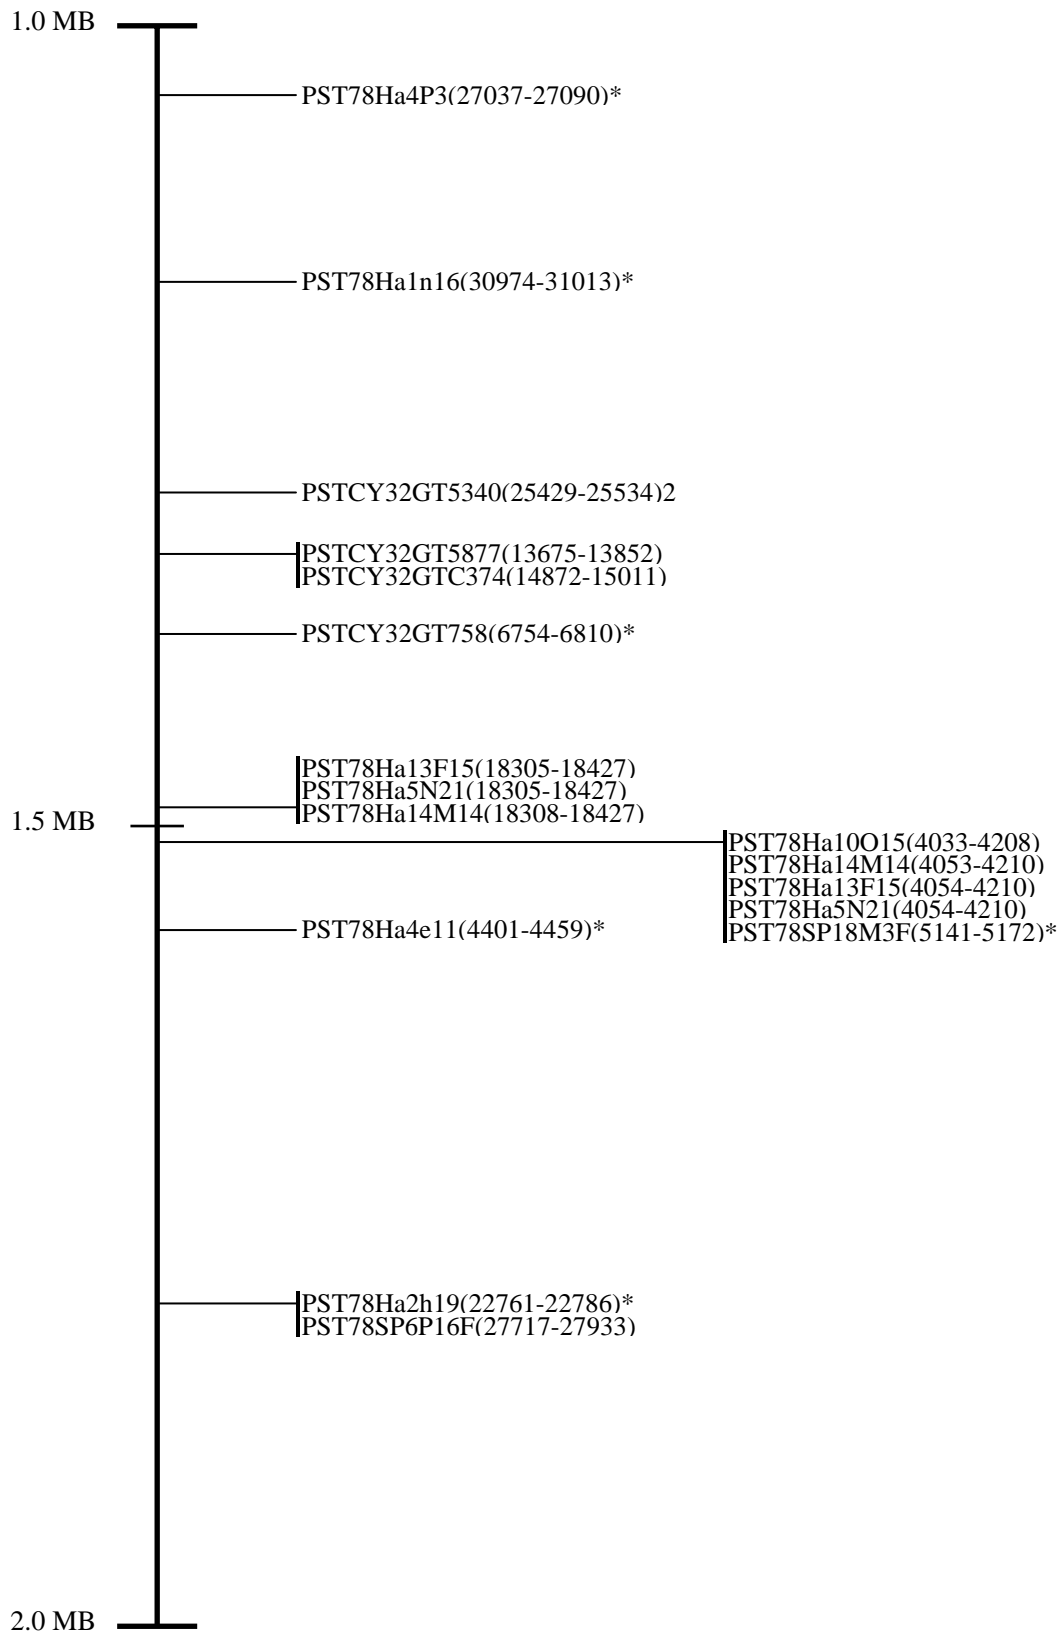 1.0 MB
PST78Ha4P3(27037-27090)*
PST78Ha1n16(30974-31013)*
PSTCY32GT5340(25429-25534)2
PSTCY32GT5877(13675-13852)
PSTCY32GTC374(14872-15011)
PSTCY32GT758(6754-6810)*
PST78Ha13F15(18305-18427)
PST78Ha5N21(18305-18427)
PST78Ha14M14(18308-18427)
1.5 MB
PST78Ha10O15(4033-4208)
PST78Ha14M14(4053-4210)
PST78Ha13F15(4054-4210)
PST78Ha5N21(4054-4210)
PST78SP18M3F(5141-5172)*
PST78Ha4e11(4401-4459)*
PST78Ha2h19(22761-22786)*
PST78SP6P16F(27717-27933)
2.0 MB